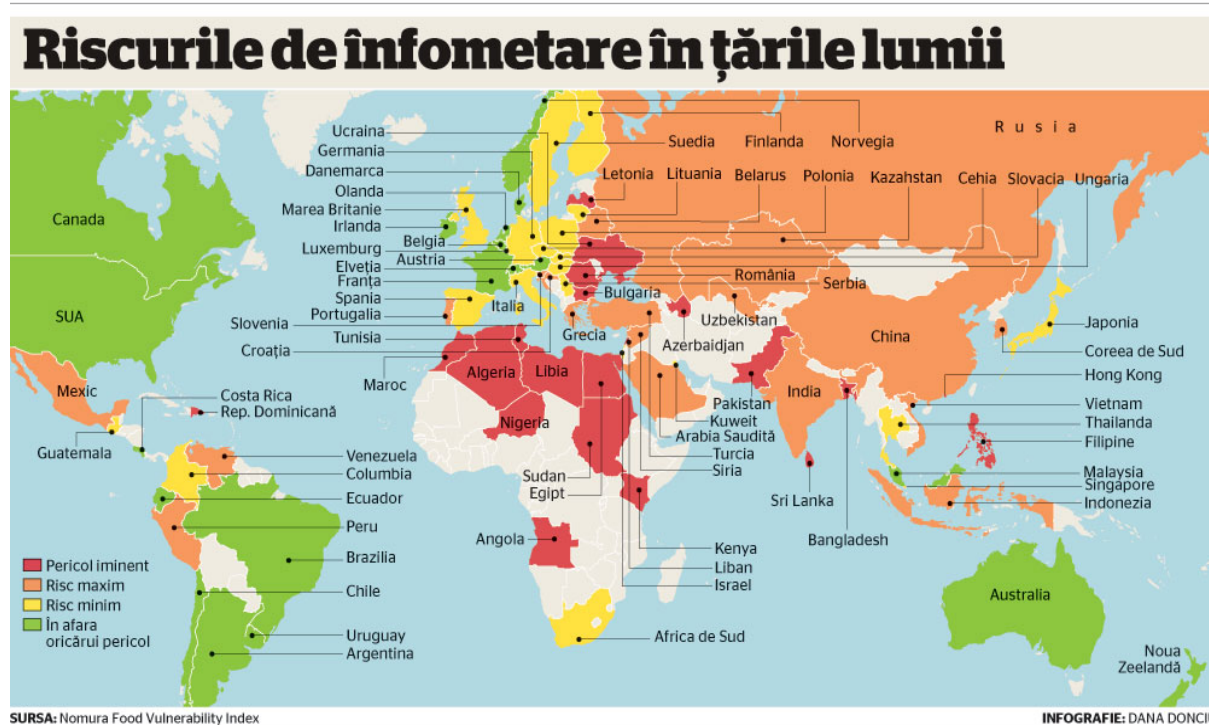 Riscurile de înfometare în țările lumii
Canada
SUA
Mexic
Costa Rica
Rep. Dominicană
Guatemala
Venezuela
Columbia
Ecuador
Peru
Brazilia
Chile
Uruguay
Argentina
Pericol iminent
Risc maxim
Risc minim
În afara
oricărui pericol
Ucraina
Germania
Danemarca
Olanda
Marea Britanie
Irlanda
Belgia
Luxemburg
Austria
Elveția
Franța
Spania
Italia
Portugalia
Slovenia
Tunisia
Croația
Maroc
Suedia
Finlanda
Norvegia
Rusia
Letonia
Lituania
Belarus
Polonia
Kazahstan
Cehia
Slovacia
Ungaria
România
Serbia
Bulgaria
Grecia
Uzbekistan
Azerbaidjan
China
Japonia
Coreea de Sud
Hong Kong
Algeria
Libia
Nigeria
Sudan
Egipt
Angola
Pakistan
Kuweit
Arabia Saudită
Turcia
Siria
India
Sri Lanka
Bangladesh
Vietnam
Thailanda
Filipine
Malaysia
Singapore
Indonezia
Kenya
Liban
Israel
Africa de Sud
Australia
Noua
Zeelandă
SURSA: Nomura Food Vulnerability Index
INFOGRAFIE: DANA DONCI